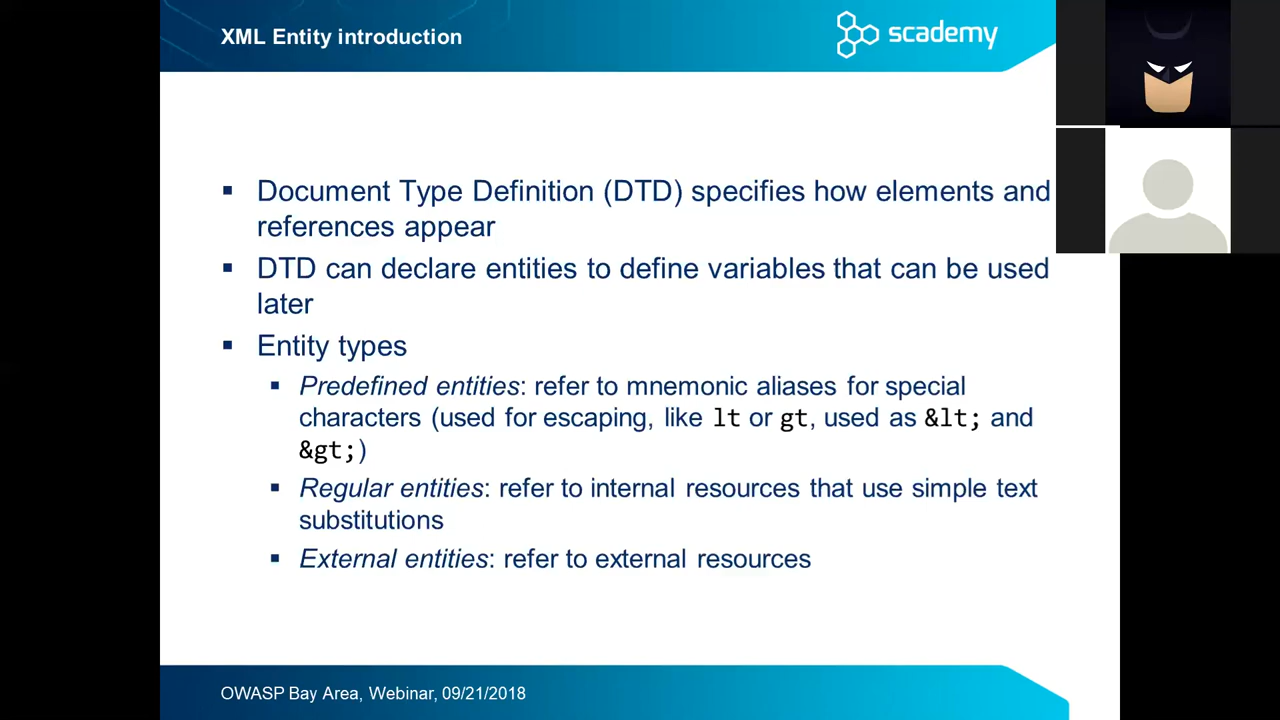 XML Entity introduction
scademy
▪ Document Type Definition (DTD) specifies how elements and
references appear
▪ DTD can declare entities to define variables that can be used
later
▪ Entity types
▪ Predefined entities: refer to mnemonic aliases for special
characters (used for escaping, like lt or gt, used as &lt; and
&gt;)
▪ Regular entities: refer to internal resources that use simple text
substitutions
▪ External entities: refer to external resources
OWASP Bay Area, Webinar, 09/21/2018